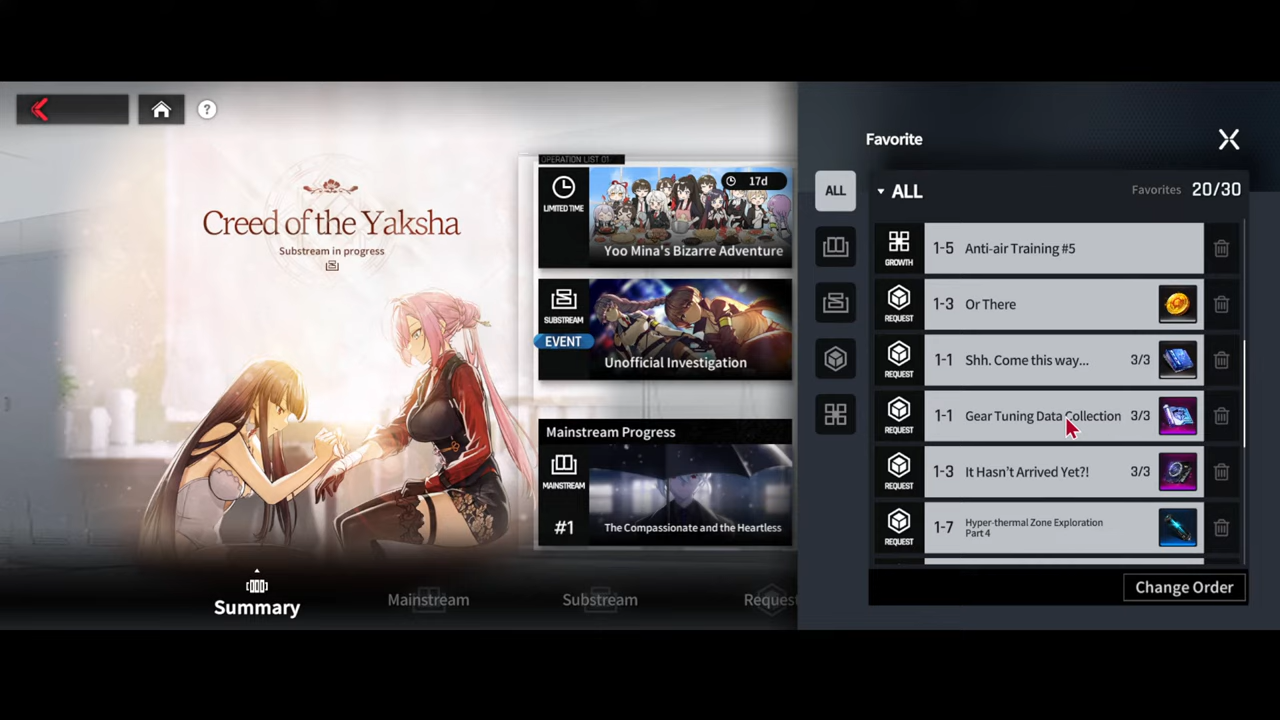 ?
Creed of the Yaksha
Substream in progress
OPERATION LIST 01
LIMITED TIME
17d
Yoo Mina's Bizarre Adventure
SUBSTREAM
EVENT
Unofficial Investigation
Mainstream Progress
MAINSTREAM
#1
The Compassionate and the Heartless
Summary
Mainstream
Substream
Request
Favorite
ALL
ALL
Favorites 20/30
GROWTH
1-5 Anti-air Training #5
REQUEST
1-3 Or There
REQUEST
1-1 Shh. Come this way... 3/3
REQUEST
1-1 Gear Tuning Data Collection 3/3
REQUEST
1-3 It Hasn't Arrived Yet?! 3/3
REQUEST
1-7 Hyper-thermal Zone Exploration
Part 4
Change Order